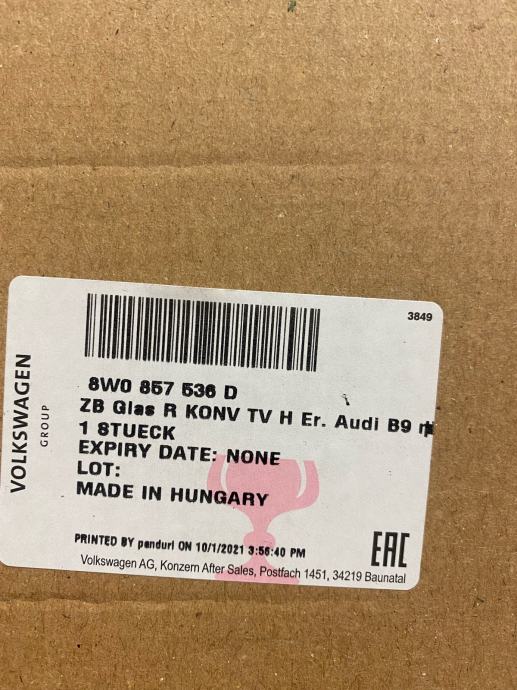 3849
VOLKSWAGEN
GROUP
8W0 857 536 D
ZB Glas R KONV TV H Er. Audi B9
1 STUECK
EXPIRY DATE: NONE
LOT:
MADE IN HUNGARY
PRINTED BY panduri ON 10/1/2021 3:56:40 PM
EAC
Volkswagen AG, Konzern After Sales, Postfach 1451, 34219 Baunatal